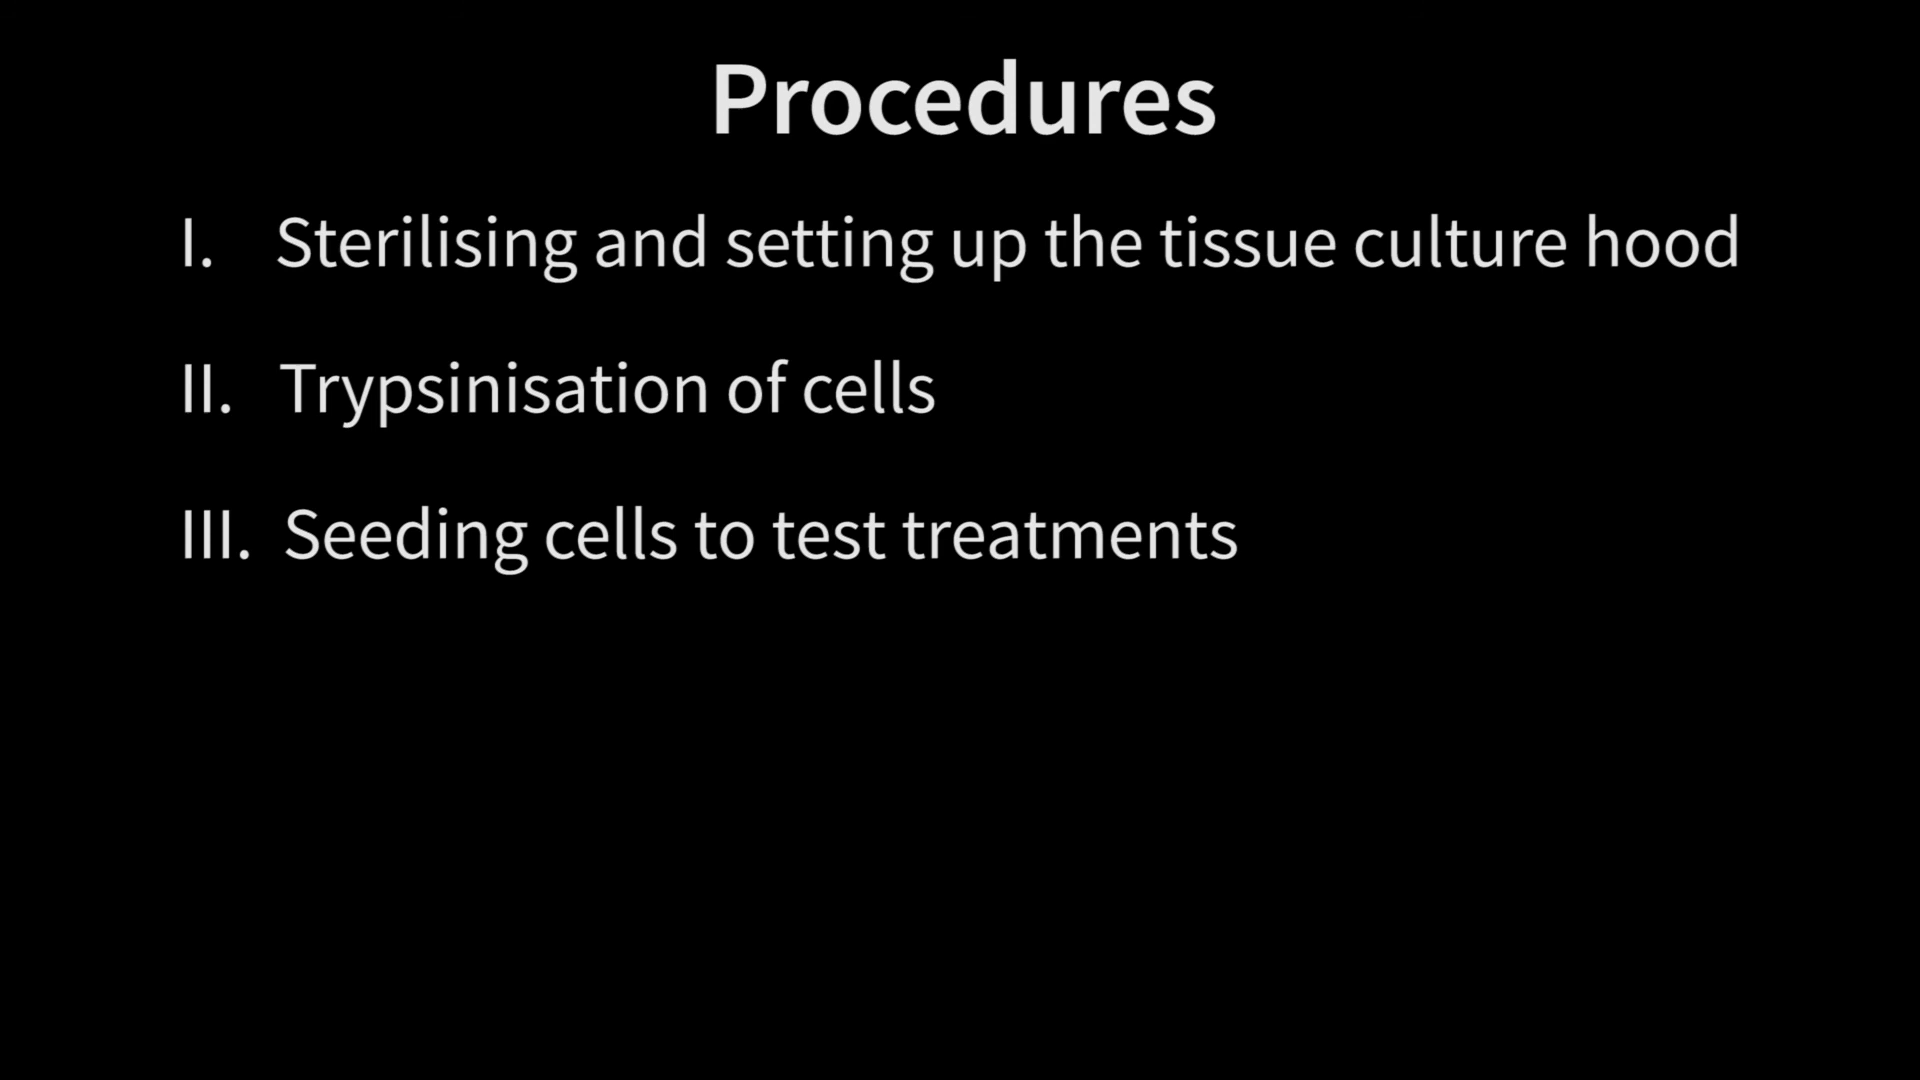 Procedures
I. Sterilising and setting up the tissue culture hood
II. Trypsinisation of cells
III. Seeding cells to test treatments